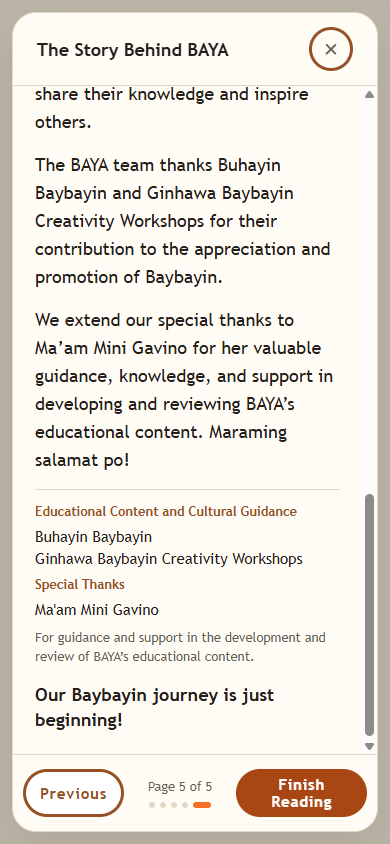 The Story Behind BAYA
share their knowledge and inspire
others.
The BAYA team thanks Buhayin
Baybayin and Ginhawa Baybayin
Creativity Workshops for their
contribution to the appreciation and
promotion of Baybayin.
We extend our special thanks to
Ma’am Mini Gavino for her valuable
guidance, knowledge, and support in
developing and reviewing BAYA’s
educational content. Maraming
salamat po!
Educational Content and Cultural Guidance
Buhayin Baybayin
Ginhawa Baybayin Creativity Workshops
Special Thanks
Ma'am Mini Gavino
For guidance and support in the development and
review of BAYA’s educational content.
Our Baybayin journey is just
beginning!
Previous
Page 5 of 5
Finish
Reading